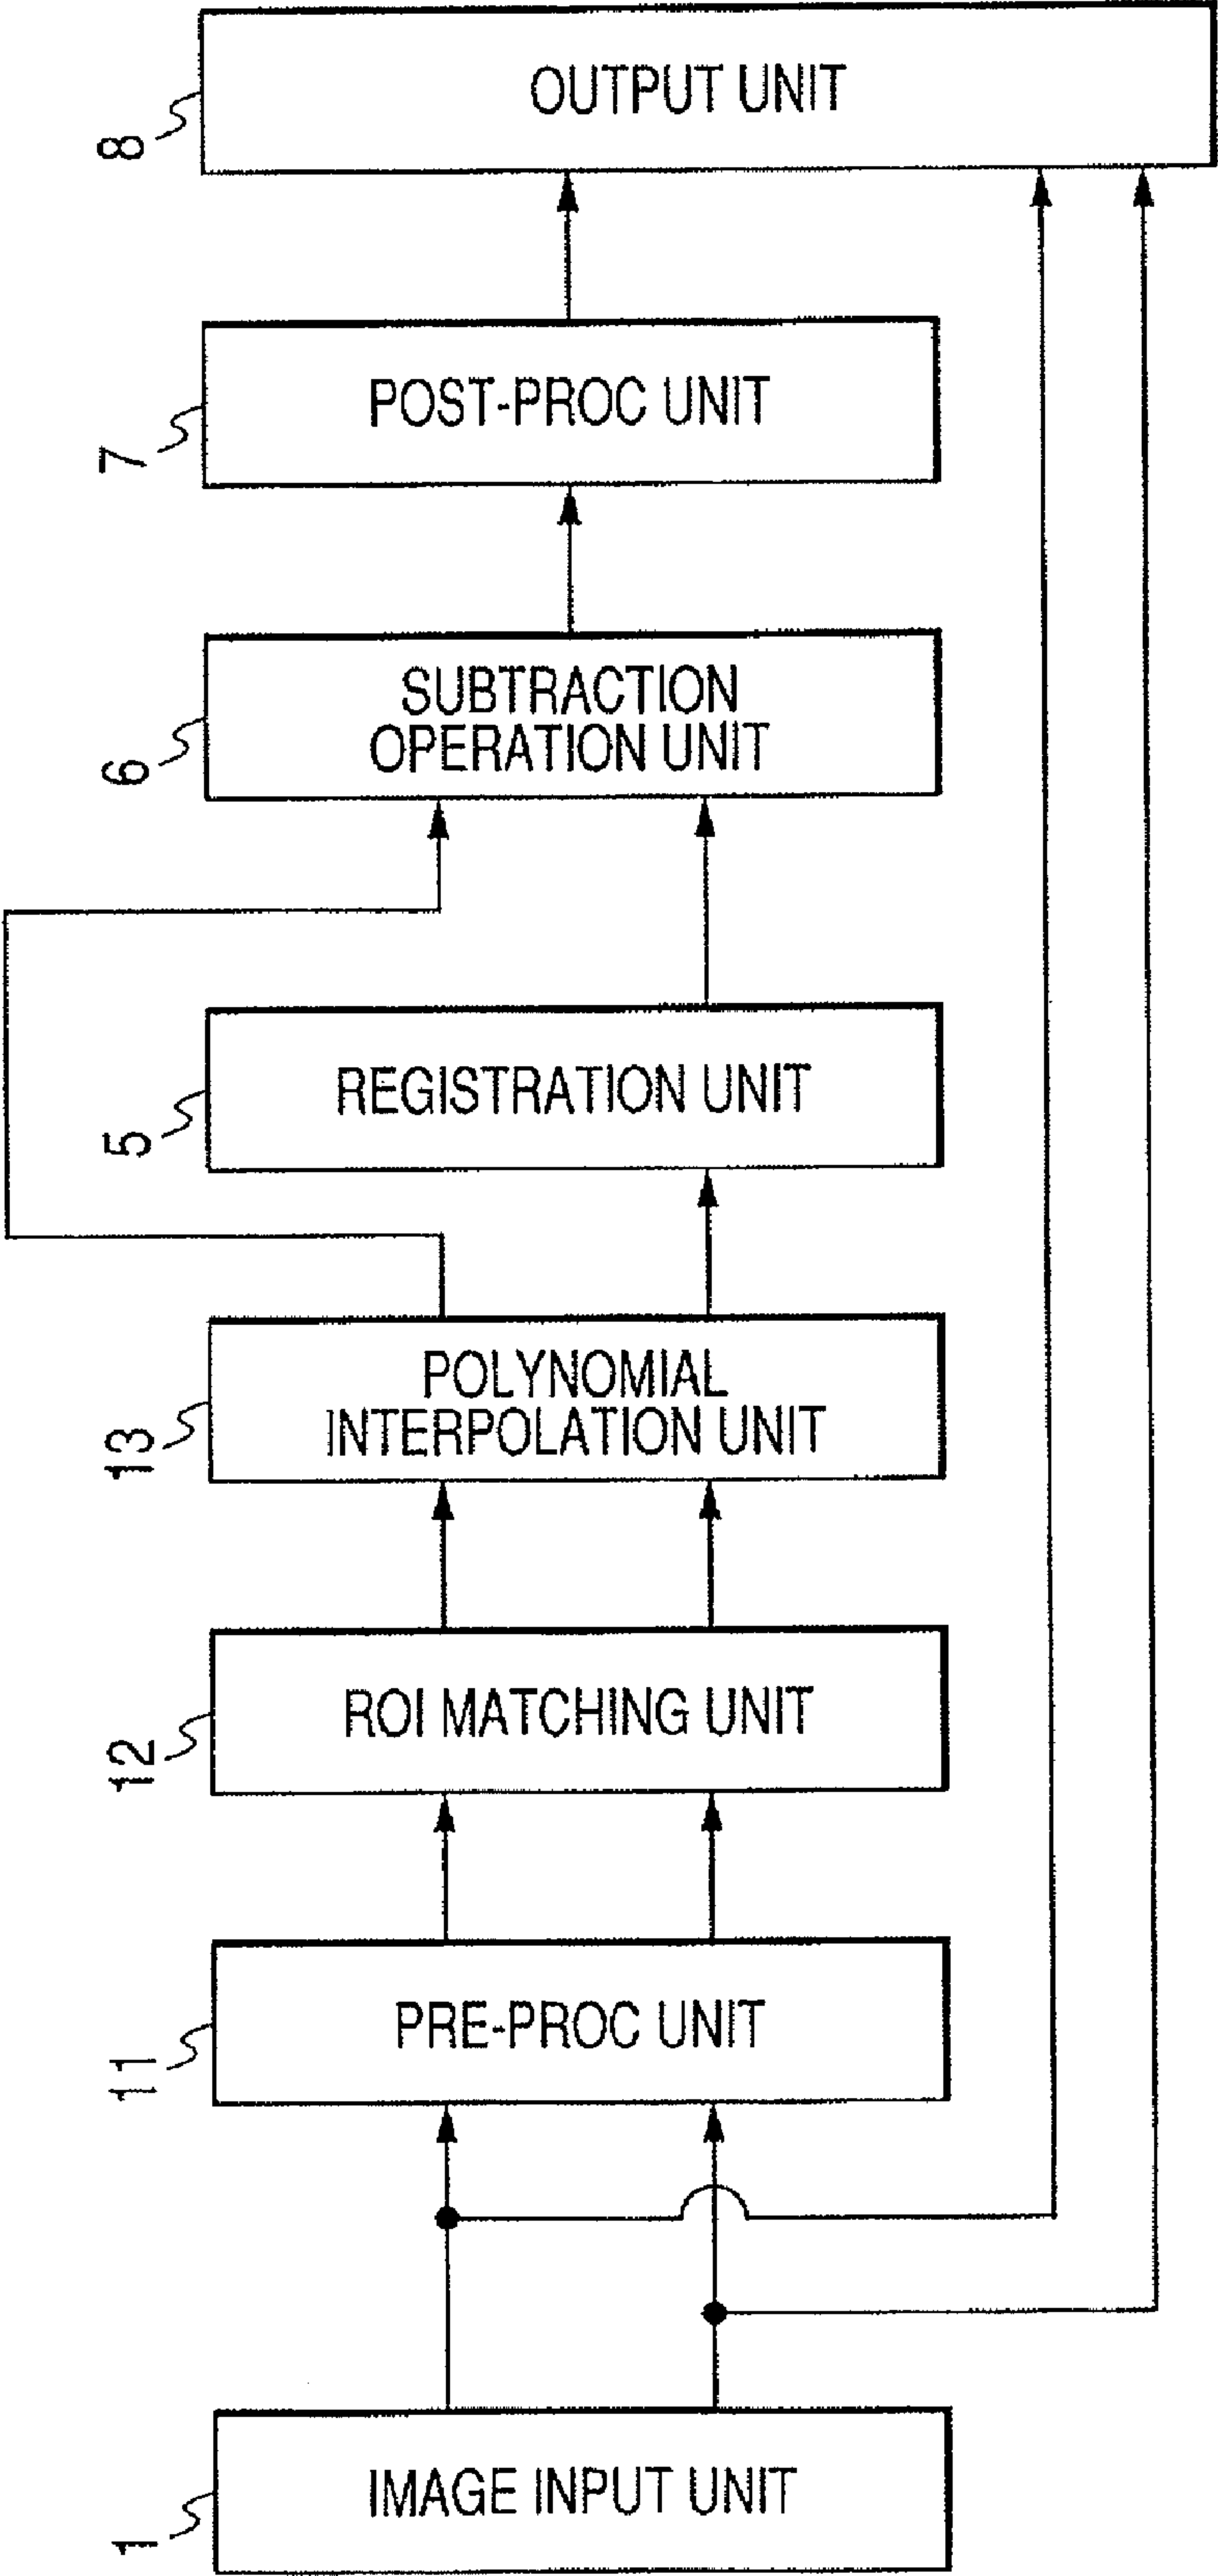 8
OUTPUT UNIT
7
POST-PROC UNIT
6
SUBTRACTION
OPERATION UNIT
5
REGISTRATION UNIT
13
POLYNOMIAL
INTERPOLATION UNIT
12
ROI MATCHING UNIT
11
PRE-PROC UNIT
1
IMAGE INPUT UNIT